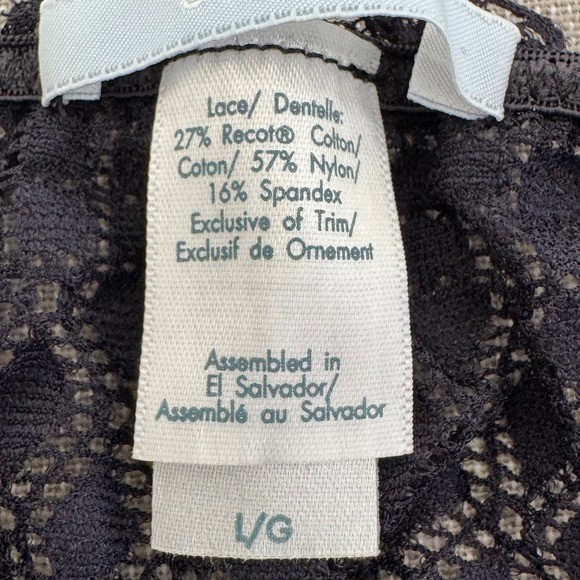 Lace/ Dentelle:
27% Recot® Cotton/
Coton/ 57% Nylon/
16% Spandex
Exclusive of Trim/
Exclusif de Ornement
Assembled in
El Salvador/
Assemblé au Salvador
L/G